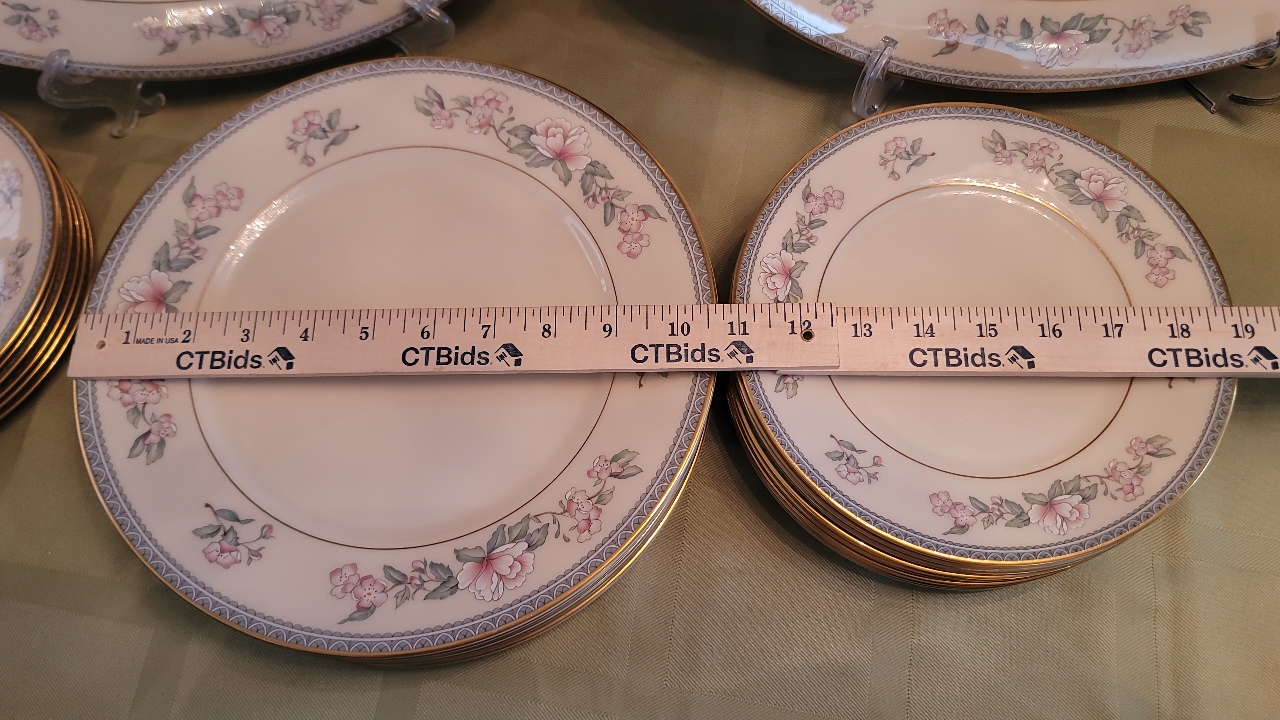 1 2 3 4 5 6 7 8 9 10 11 12 13 14 15 16 17 18 19
MADE IN USA
CTBids CTBids CTBids CTBids CTBids